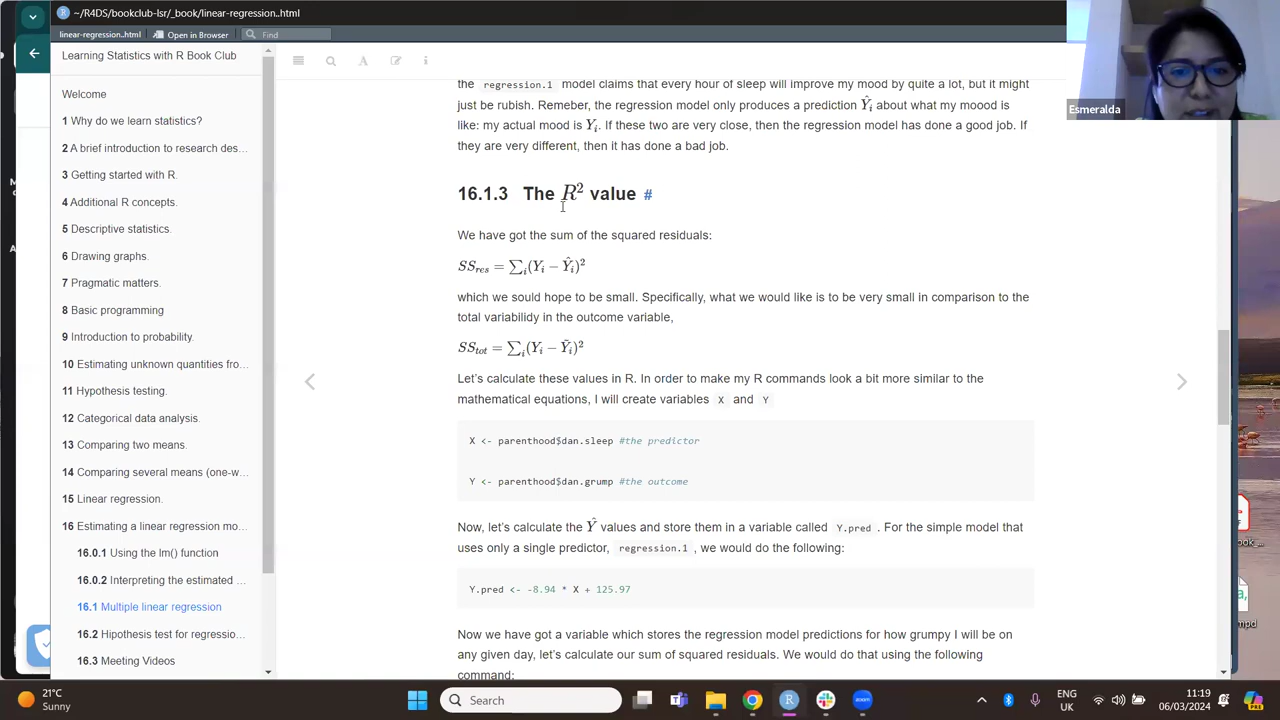 ~/R4DS/bookclub-lsr/_book/linear-regression..html
linear-regression..html Open in Browser Find
Learning Statistics with R Book Club
Welcome
1 Why do we learn statistics?
2 A brief introduction to research des…
3 Getting started with R.
4 Additional R concepts.
5 Descriptive statistics.
6 Drawing graphs.
7 Pragmatic matters.
8 Basic programming
9 Introduction to probability.
10 Estimating unknown quantities fro…
11 Hypothesis testing.
12 Categorical data analysis.
13 Comparing two means.
14 Comparing several means (one-w…
15 Linear regression.
16 Estimating a linear regression mo…
16.0.1 Using the lm() function
16.0.2 Interpreting the estimated …
16.1 Multiple linear regression
16.2 Hipothesis test for regressio…
16.3 Meeting Videos
the regression.1 model claims that every hour of sleep will improve my mood by quite a lot, but it might
just be rubish. Remeber, the regression model only produces a prediction Ŷi about what my moood is
like: my actual mood is Yi. If these two are very close, then the regression model has done a good job. If
they are very different, then it has done a bad job.
16.1.3 The R² value #
We have got the sum of the squared residuals:
SSres = ∑i(Yi − Ŷi)²
which we sould hope to be small. Specifically, what we would like is to be very small in comparison to the
total variabilidy in the outcome variable,
SStot = ∑i(Yi − Ȳi)²
Let's calculate these values in R. In order to make my R commands look a bit more similar to the
mathematical equations, I will create variables X and Y
X <- parenthood$dan.sleep #the predictor
Y <- parenthood$dan.grump #the outcome
Now, let's calculate the Ŷ values and store them in a variable called Y.pred . For the simple model that
uses only a single predictor, regression.1 , we would do the following:
Y.pred <- -8.94 * X + 125.97
Now we have got a variable which stores the regression model predictions for how grumpy I will be on
any given day, let's calculate our sum of squared residuals. We would do that using the following
command:
Esmeralda
21°C
Sunny
Search
ENG
UK
11:19
06/03/2024